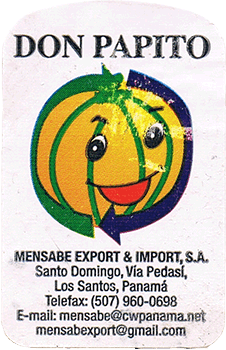 DON PAPITO
MENSABE EXPORT & IMPORT, S.A.
Santo Domingo, Vía Pedasí,
Los Santos, Panamá
Telefax: (507) 960-0698
E-mail: mensabe@cwpanama.net
mensabexport@gmail.com